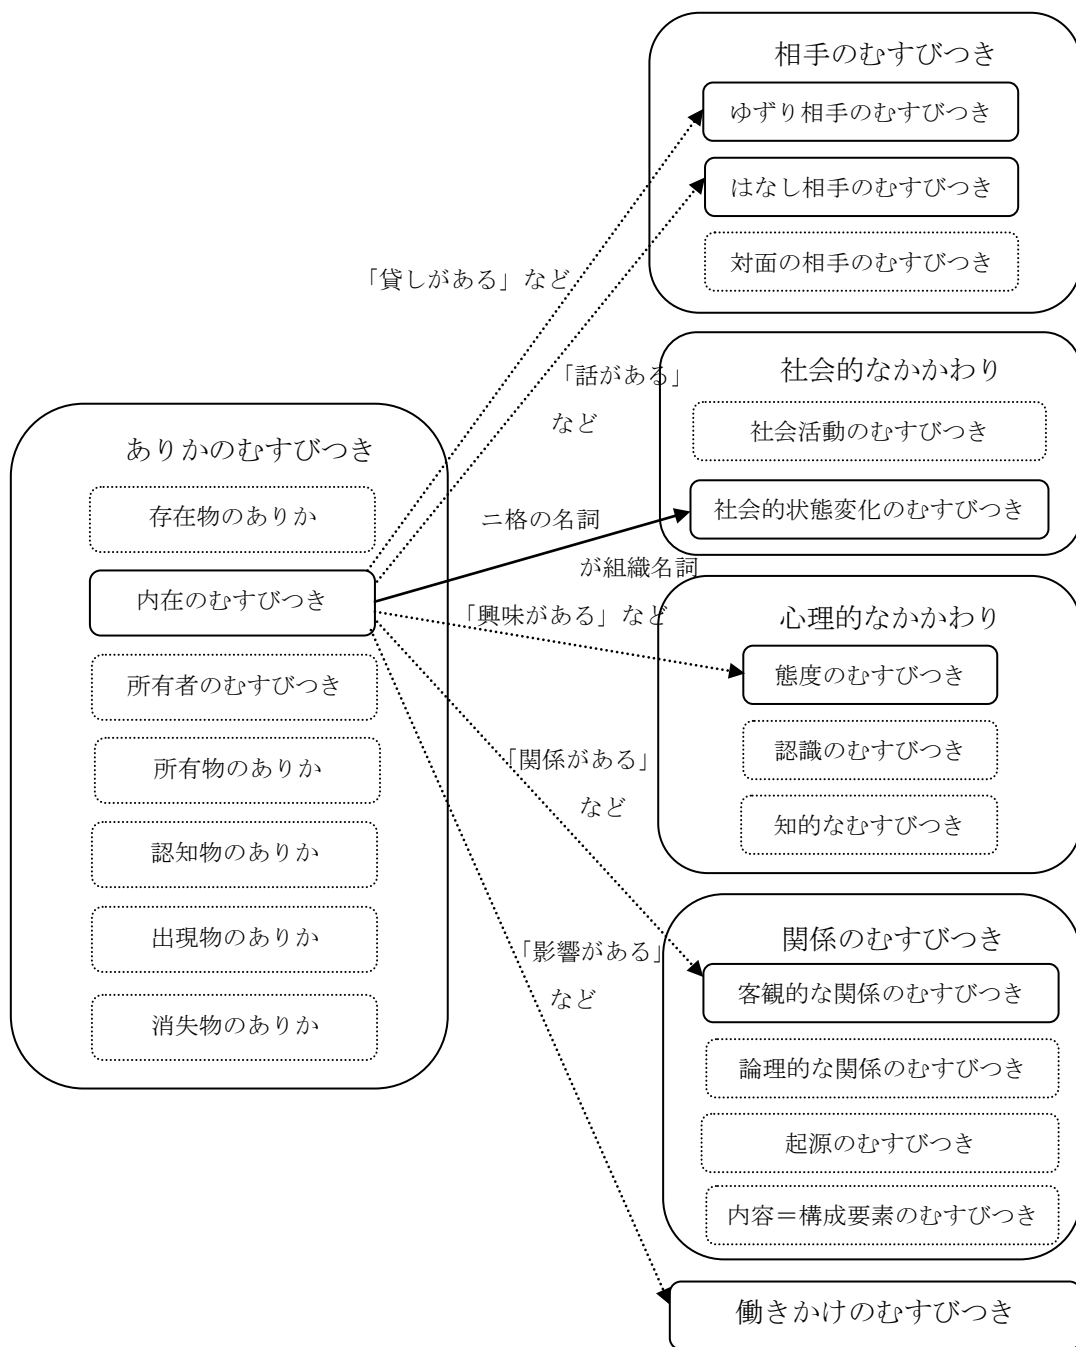 相手のむすびつき
ゆずり相手のむすびつき
はなし相手のむすびつき
対面の相手のむすびつき
「貸しがある」など
「話がある」
など
社会的なかかわり
社会活動のむすびつき
社会的状態変化のむすびつき
ありかのむすびつき
存在物のありか
内在のむすびつき
所有者のむすびつき
所有物のありか
認知物のありか
出現物のありか
消失物のありか
ニ格の名詞
が組織名詞
「興味がある」など
心理的なかかわり
態度のむすびつき
認識のむすびつき
知的なむすびつき
「関係がある」
など
関係のむすびつき
客観的な関係のむすびつき
論理的な関係のむすびつき
起源のむすびつき
内容＝構成要素のむすびつき
「影響がある」
など
働きかけのむすびつき